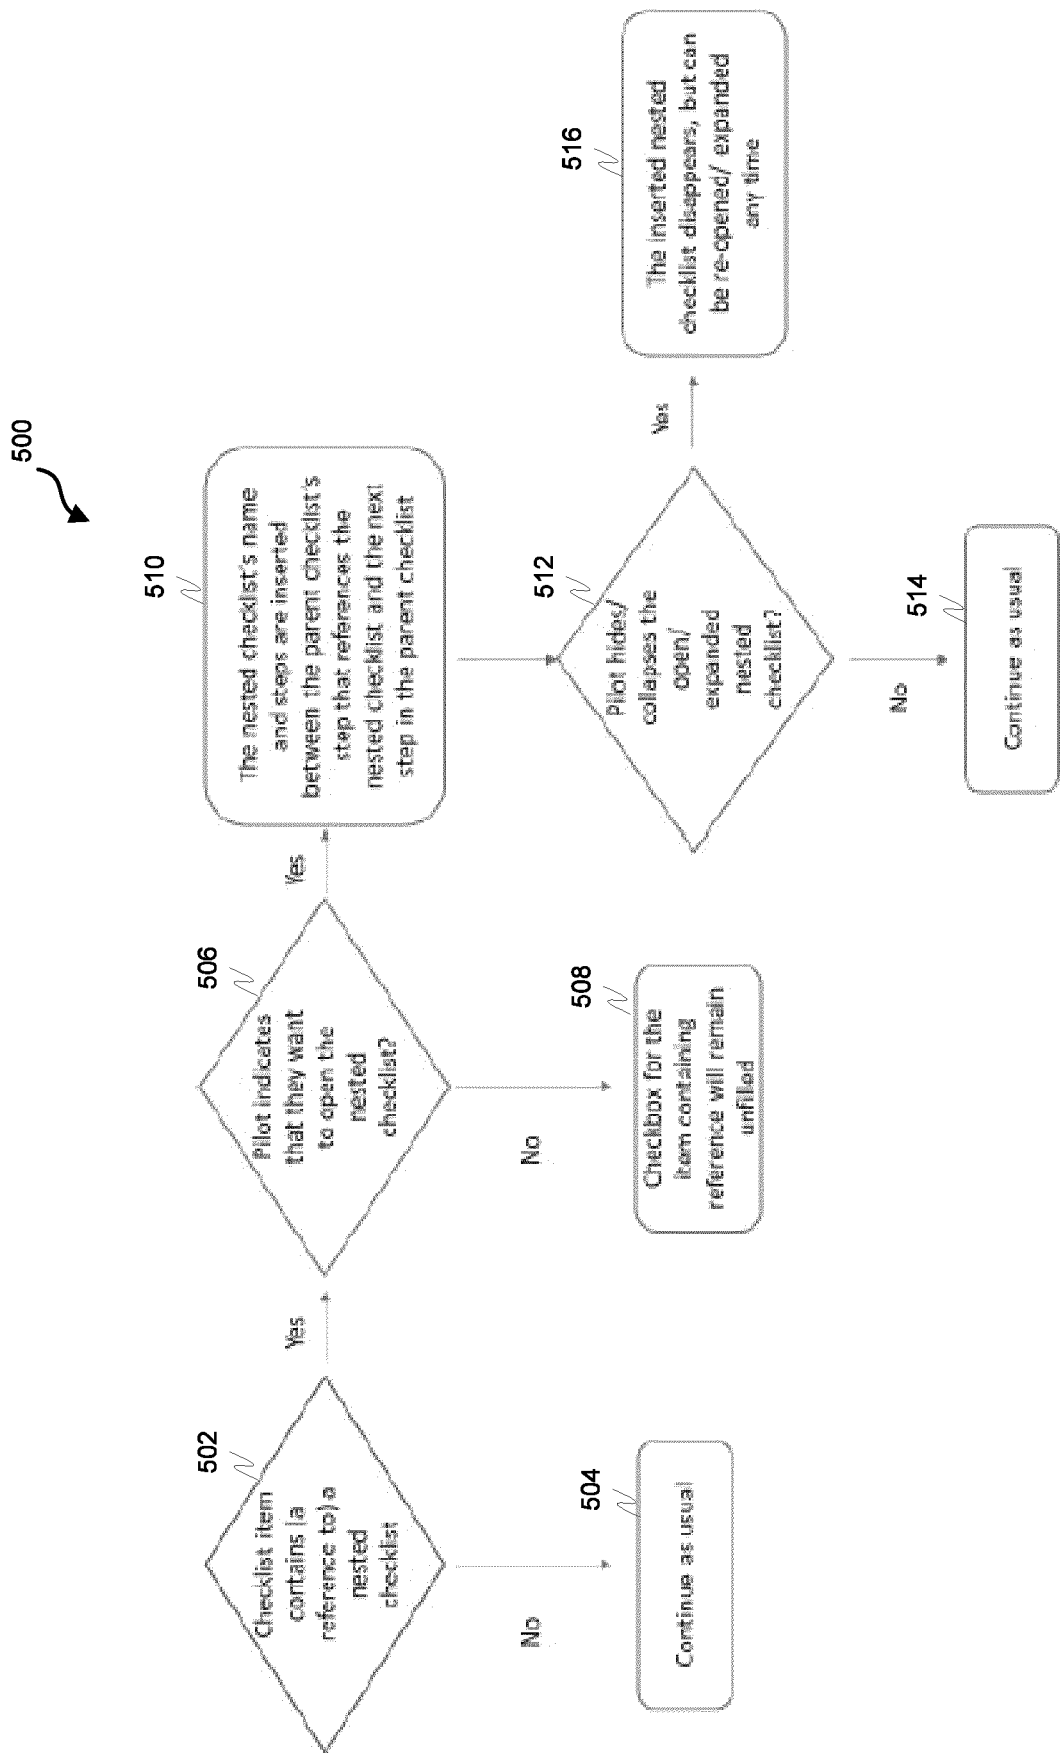 500
502
Checklist item
contains (a
reference to) a
nested
checklist
No
504
Continue as usual
Yes
506
Pilot indicates
that they want
to open the
nested
checklist?
No
508
Checkbox for the
item containing
reference will remain
unfilled
Yes
510
The nested checklist's name
and steps are inserted
between the parent checklist's
step that references the
nested checklist and the next
step in the parent checklist
512
Pilot hides/
collapses the
open/
expanded
nested
checklist?
No
514
Continue as usual
Yes
516
The inserted nested
checklist disappears, but can
be re-opened/ expanded
any time